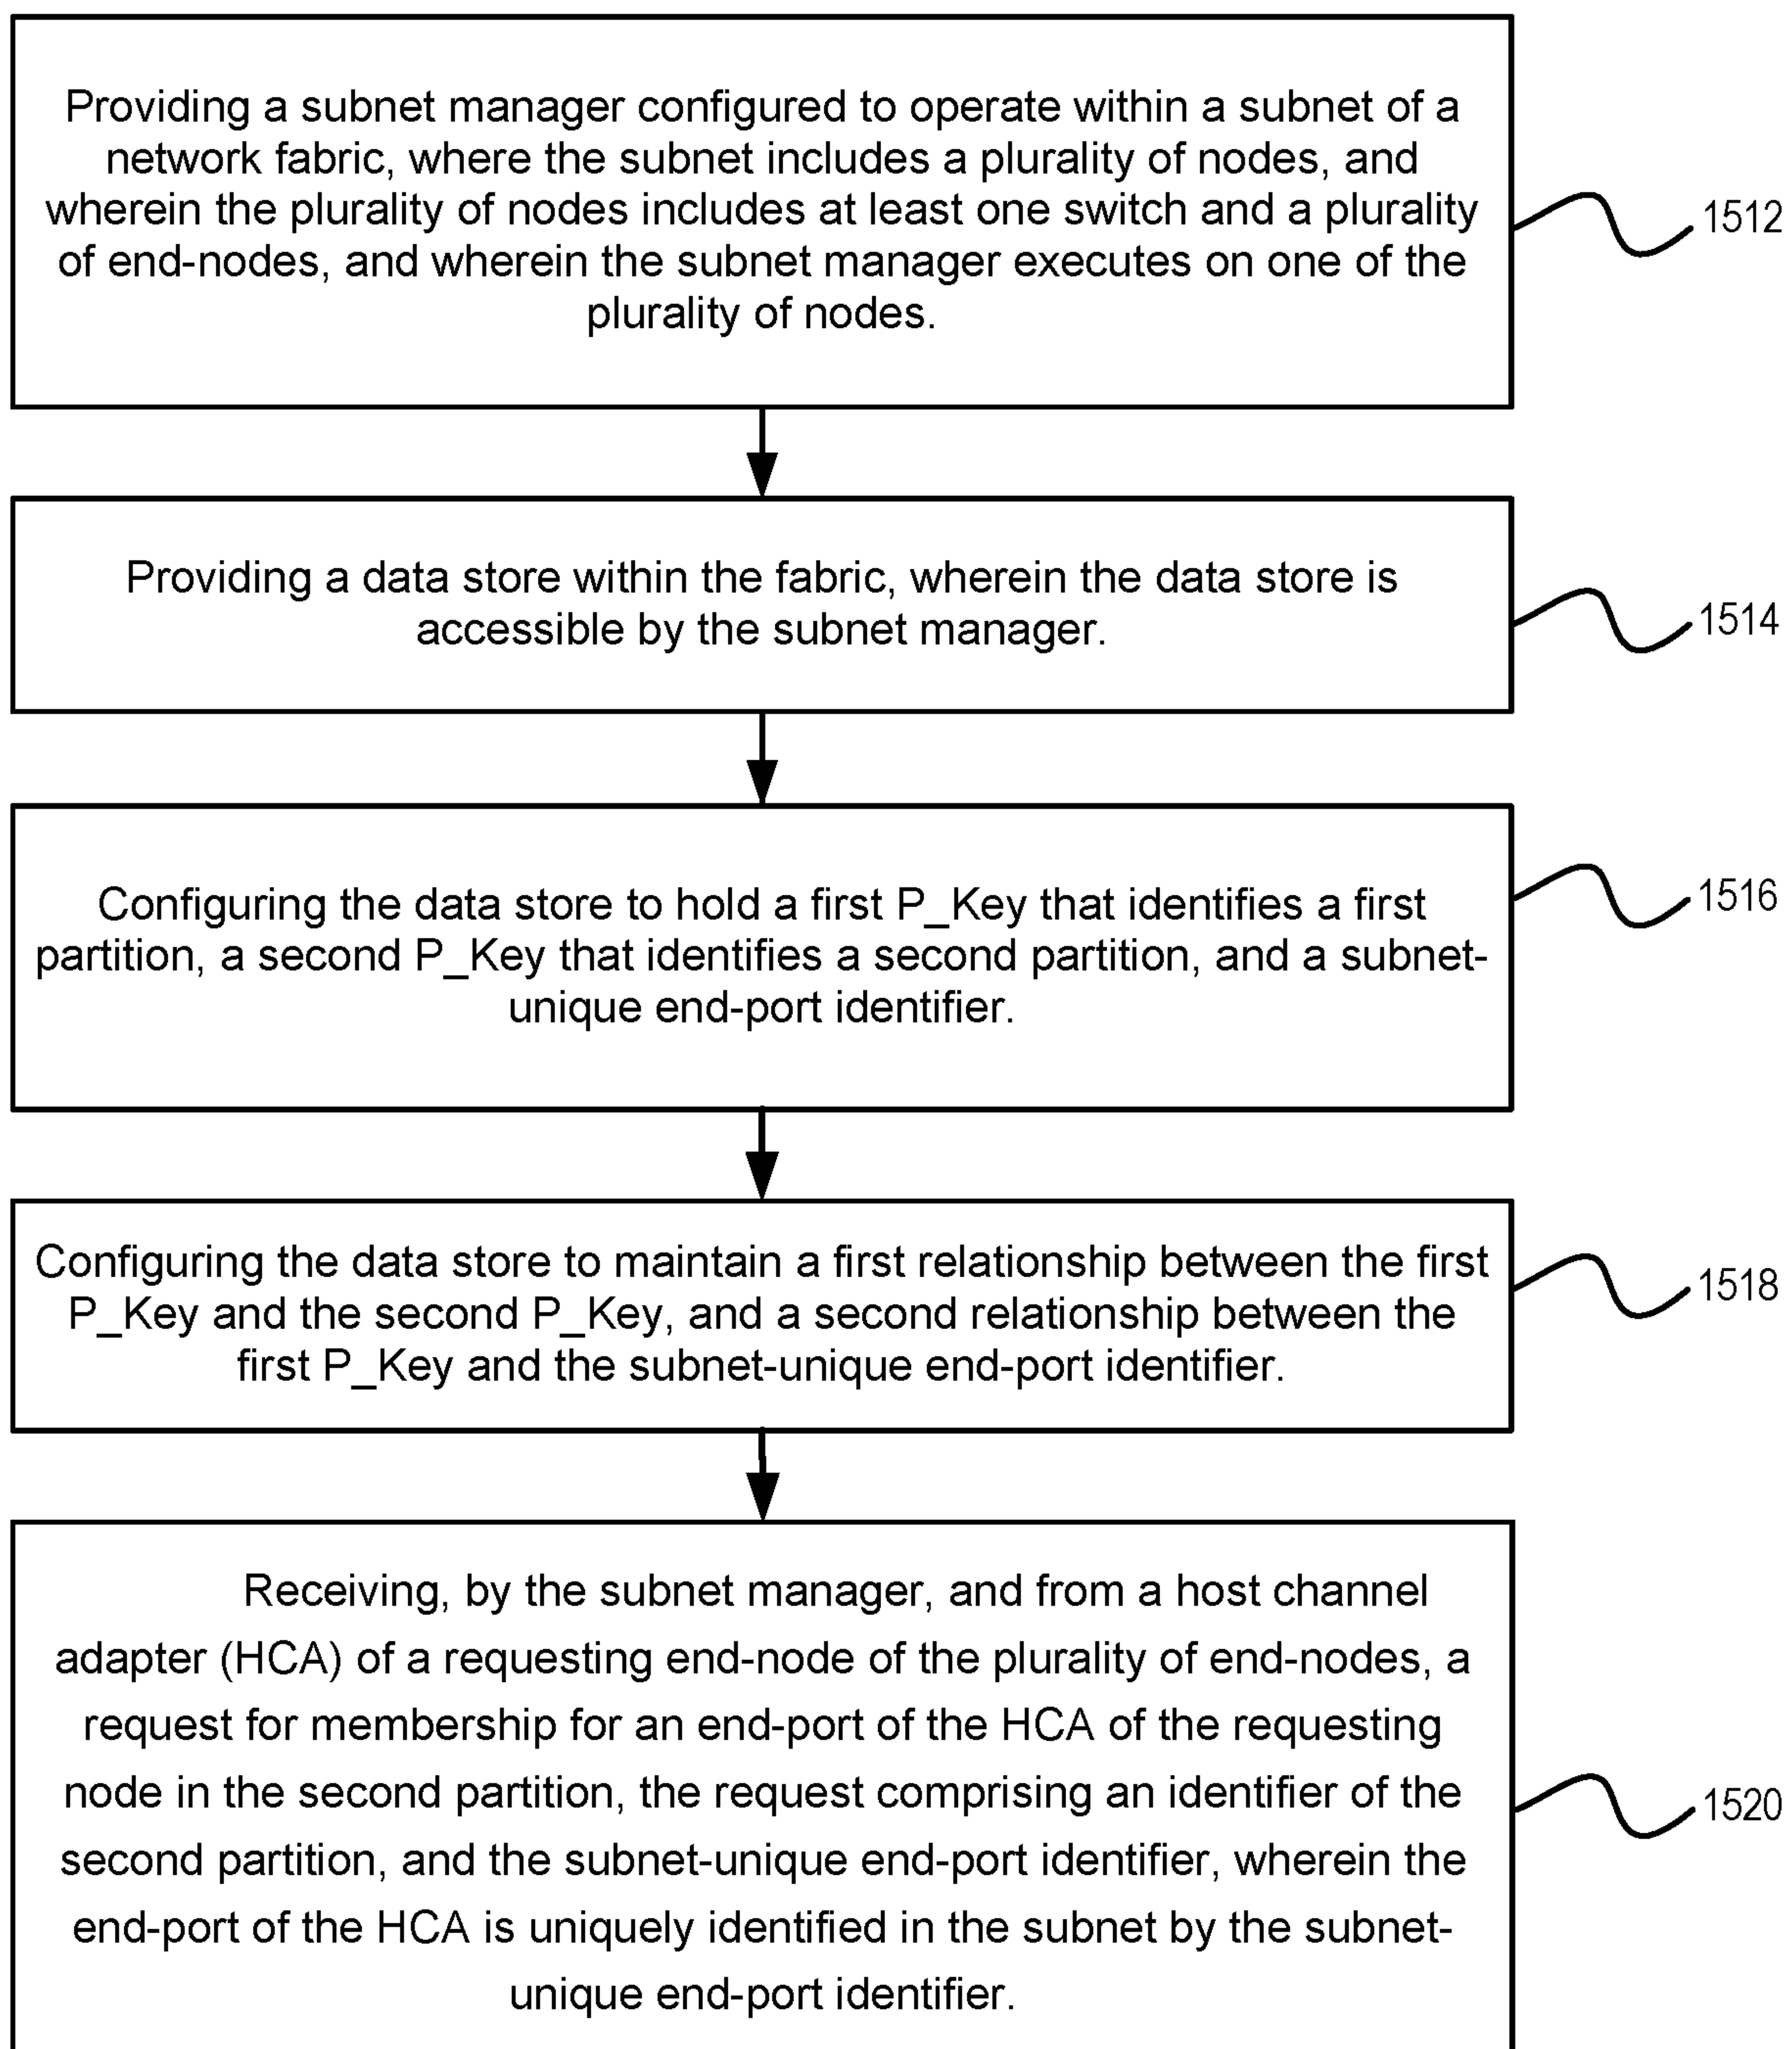 Providing a subnet manager configured to operate within a subnet of a
network fabric, where the subnet includes a plurality of nodes, and
wherein the plurality of nodes includes at least one switch and a plurality
of end-nodes, and wherein the subnet manager executes on one of the
plurality of nodes.
1512
Providing a data store within the fabric, wherein the data store is
accessible by the subnet manager.
1514
Configuring the data store to hold a first P_Key that identifies a first
partition, a second P_Key that identifies a second partition, and a subnet-
unique end-port identifier.
1516
Configuring the data store to maintain a first relationship between the first
P_Key and the second P_Key, and a second relationship between the
first P_Key and the subnet-unique end-port identifier.
1518
Receiving, by the subnet manager, and from a host channel
adapter (HCA) of a requesting end-node of the plurality of end-nodes, a
request for membership for an end-port of the HCA of the requesting
node in the second partition, the request comprising an identifier of the
second partition, and the subnet-unique end-port identifier, wherein the
end-port of the HCA is uniquely identified in the subnet by the subnet-
unique end-port identifier.
1520